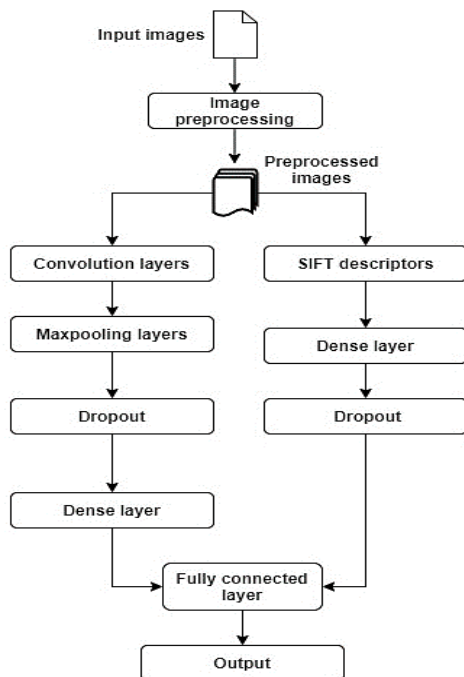 Input images
Image
preprocessing
Preprocessed
images
Convolution layers
SIFT descriptors
Maxpooling layers
Dense layer
Dropout
Dropout
Dense layer
Fully connected
layer
Output